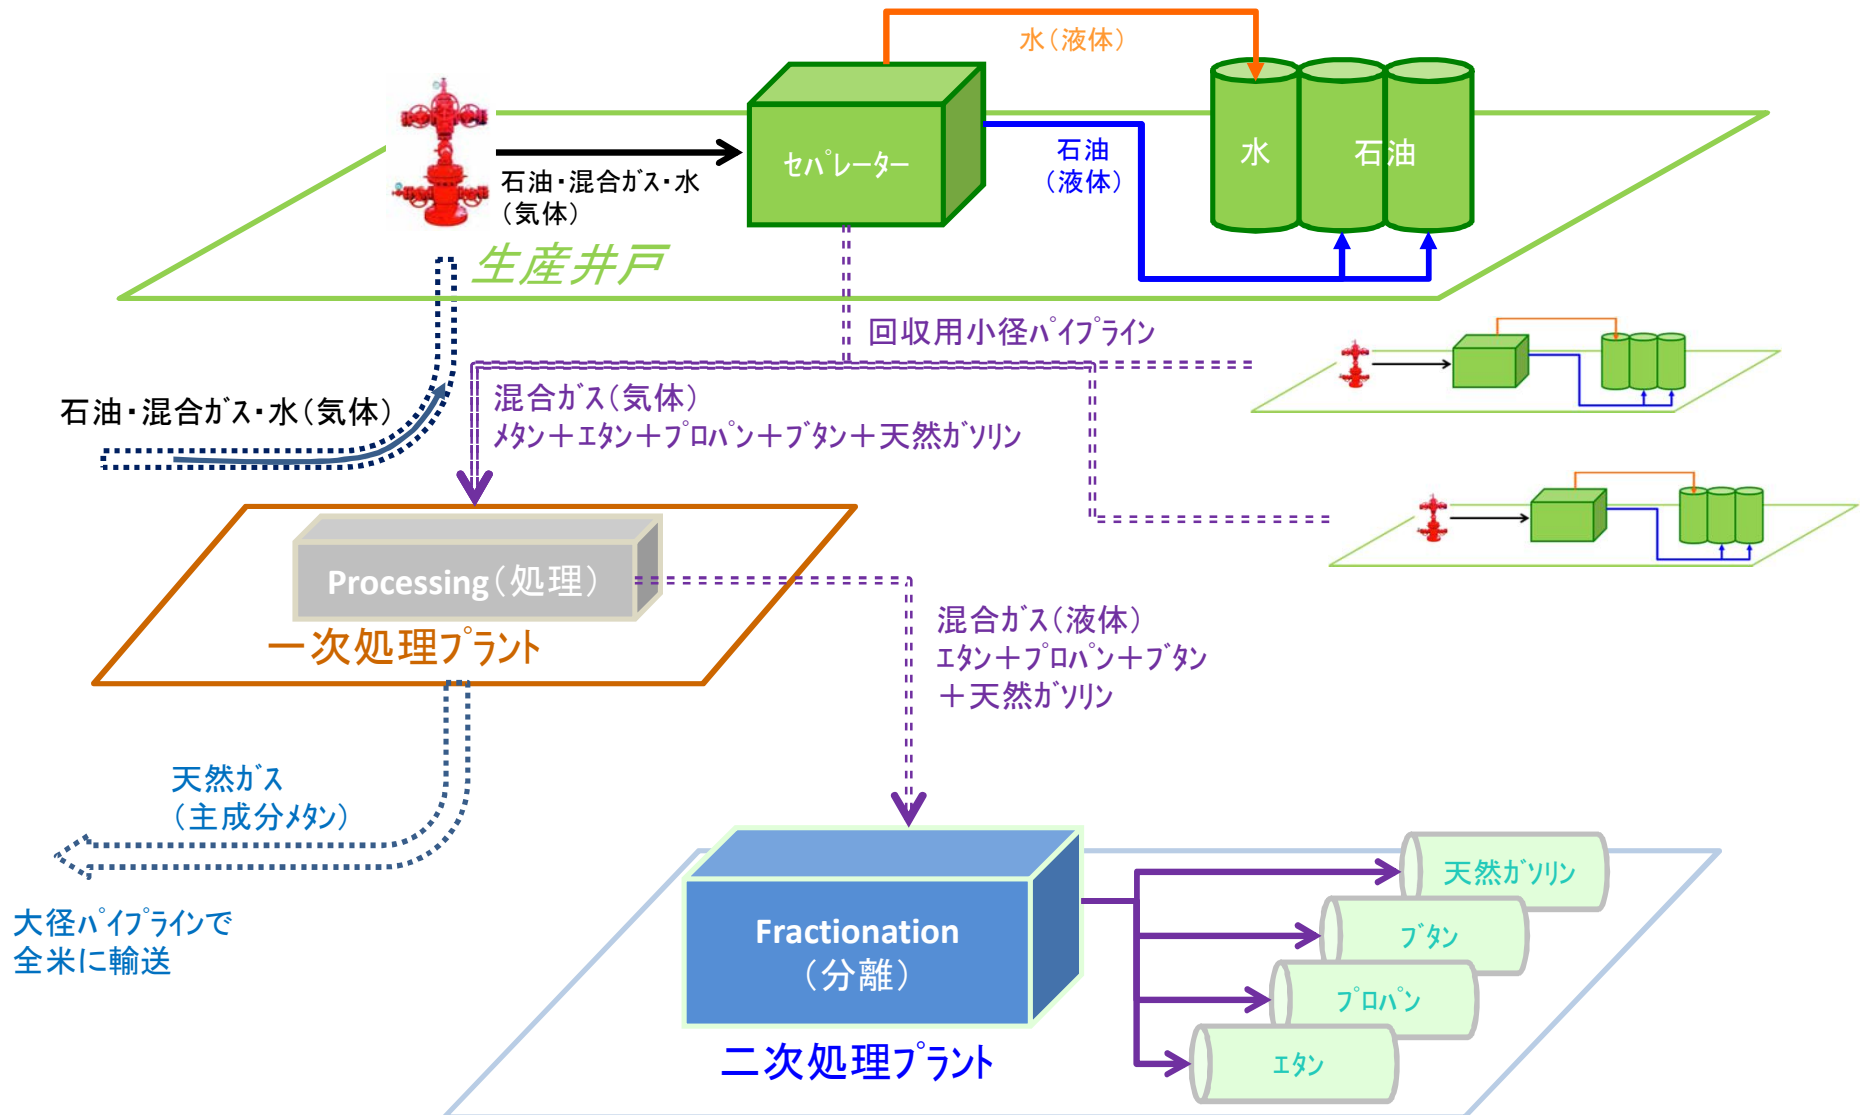 水（液体）
セパレーター
石油・混合ガス・水
（気体）
石油
（液体）
水
石油
生産井戸
回収用小径パイプライン
混合ガス（気体）
メタン＋エタン＋プロパン＋ブタン＋天然ガソリン
石油・混合ガス・水（気体）
Processing（処理）
一次処理プラント
混合ガス（液体）
エタン＋プロパン＋ブタン
＋天然ガソリン
天然ガス
（主成分メタン）
大径パイプラインで
全米に輸送
Fractionation
（分離）
二次処理プラント
天然ガソリン
ブタン
プロパン
エタン